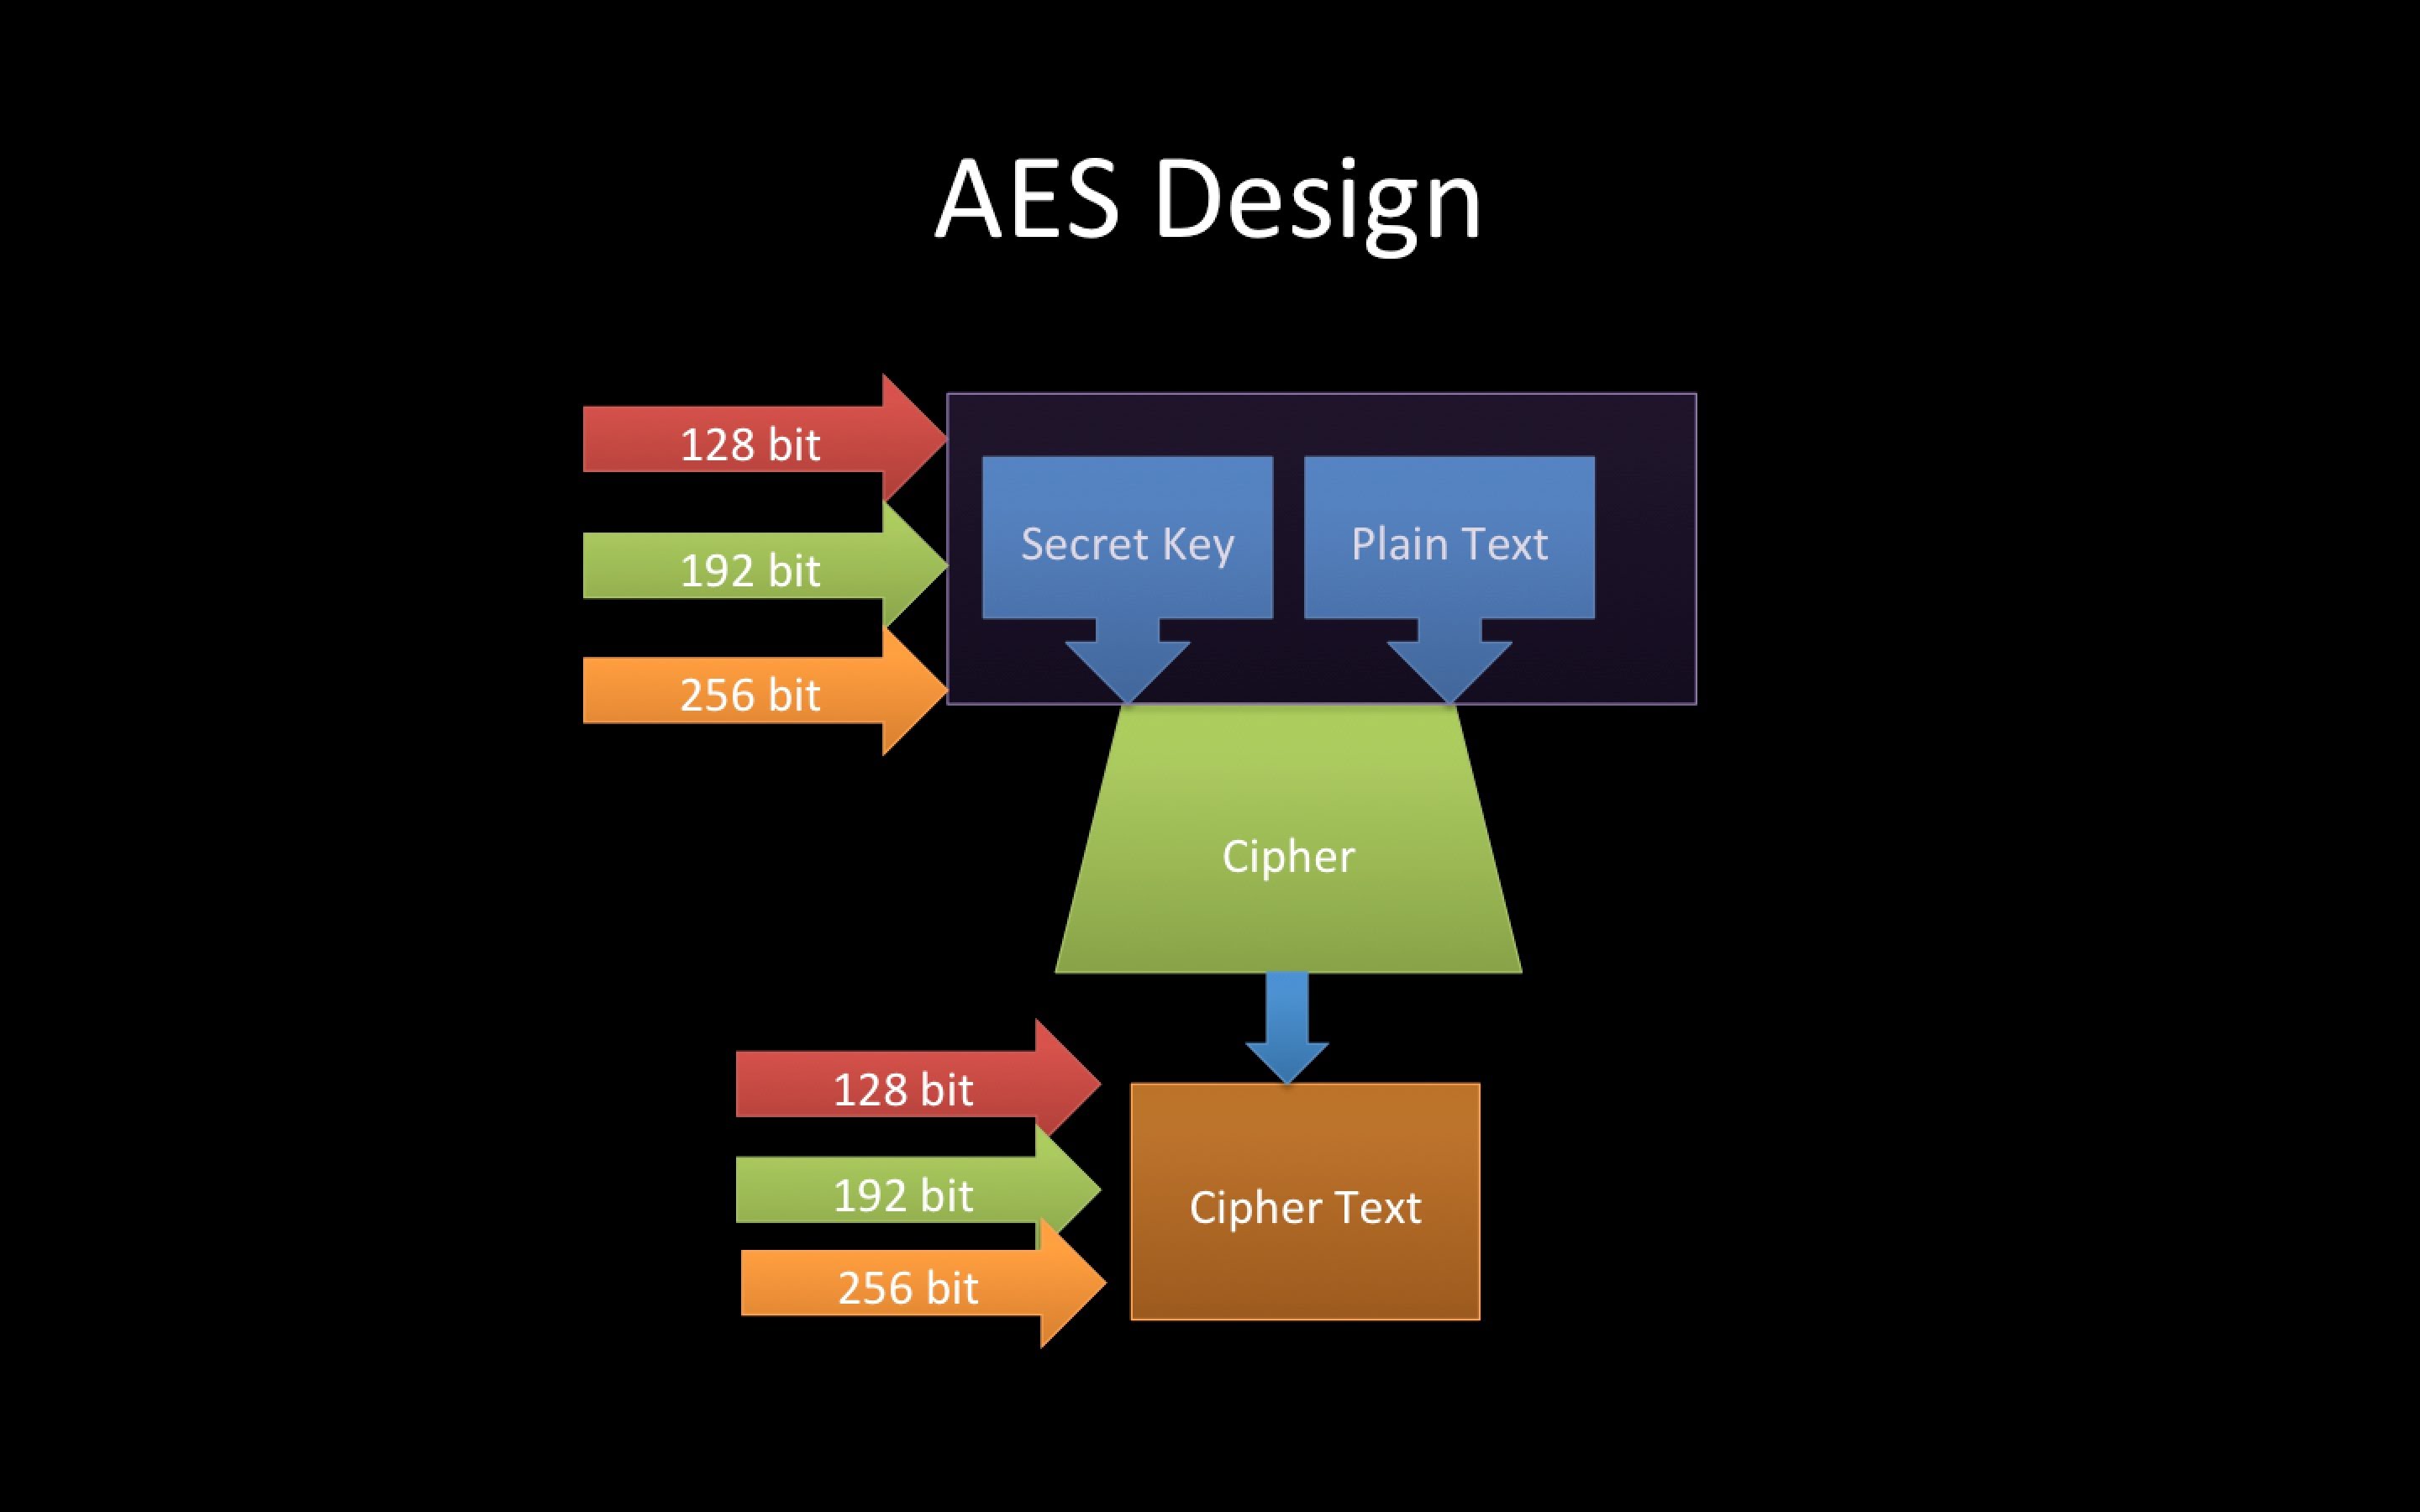 AES Design
128 bit
192 bit
256 bit
Secret Key
Plain Text
Cipher
128 bit
192 bit
256 bit
Cipher Text